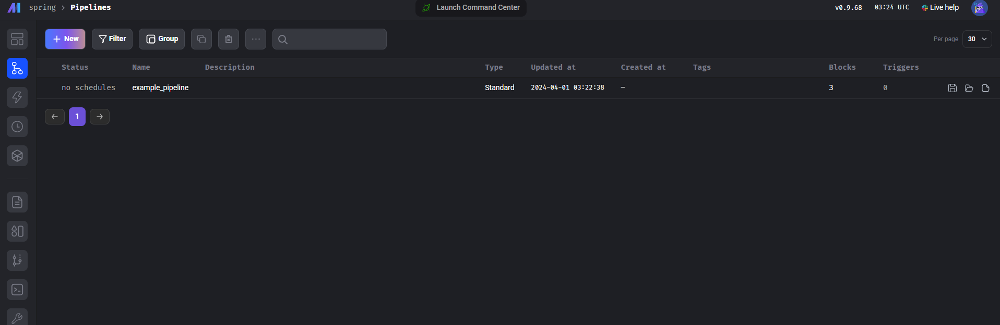 spring > Pipelines
Launch Command Center
v0.9.68
03:24 UTC
Live help
New
Filter
Group
Per page
30
Status Name Description Type Updated at Created at Tags Blocks Triggers
no schedules example_pipeline Standard 2024-04-01 03:22:38 — 3 0
1